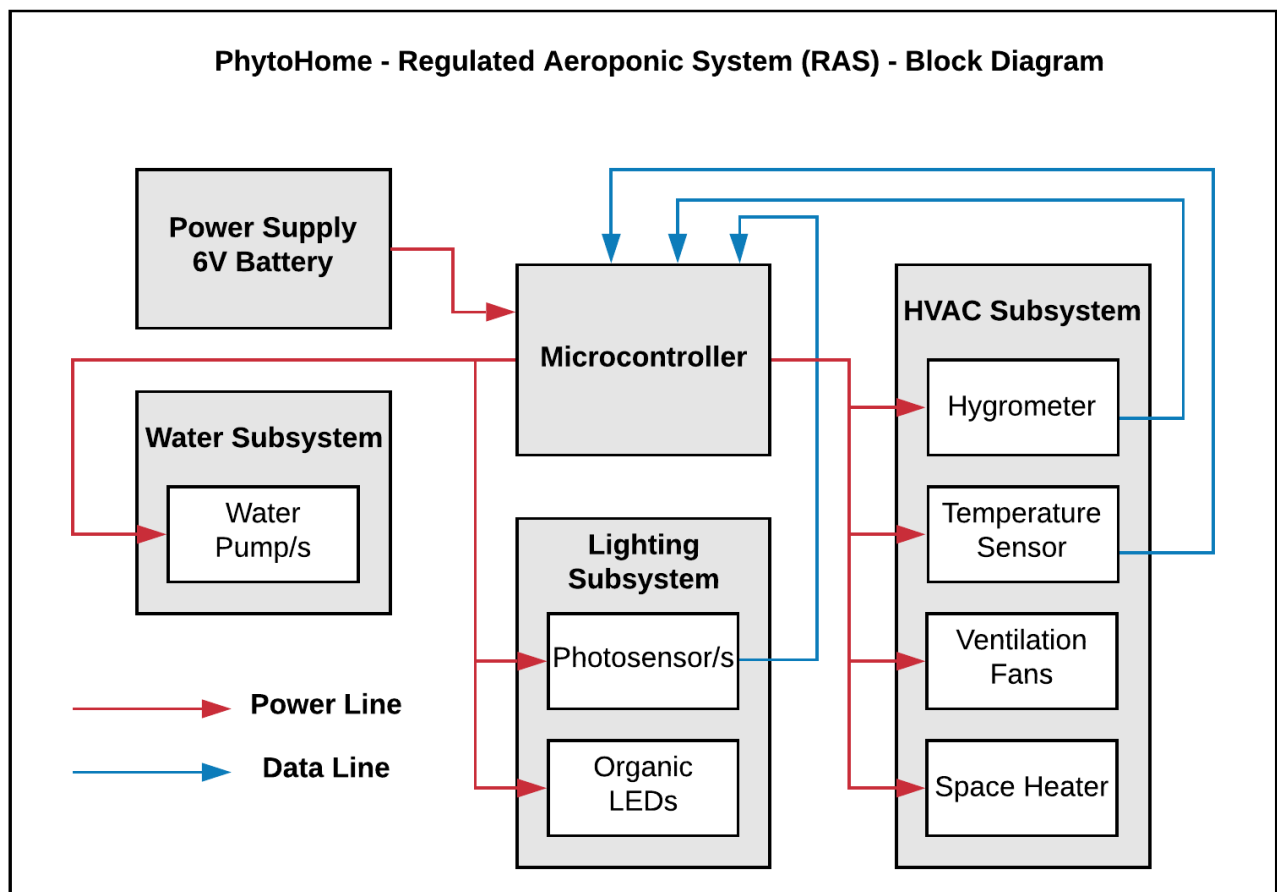 PhytoHome - Regulated Aeroponic System (RAS) - Block Diagram
Power Supply
6V Battery
Microcontroller
HVAC Subsystem
Hygrometer
Temperature
Sensor
Ventilation
Fans
Space Heater
Water Subsystem
Water
Pump/s
Lighting
Subsystem
Photosensor/s
Organic
LEDs
Power Line
Data Line